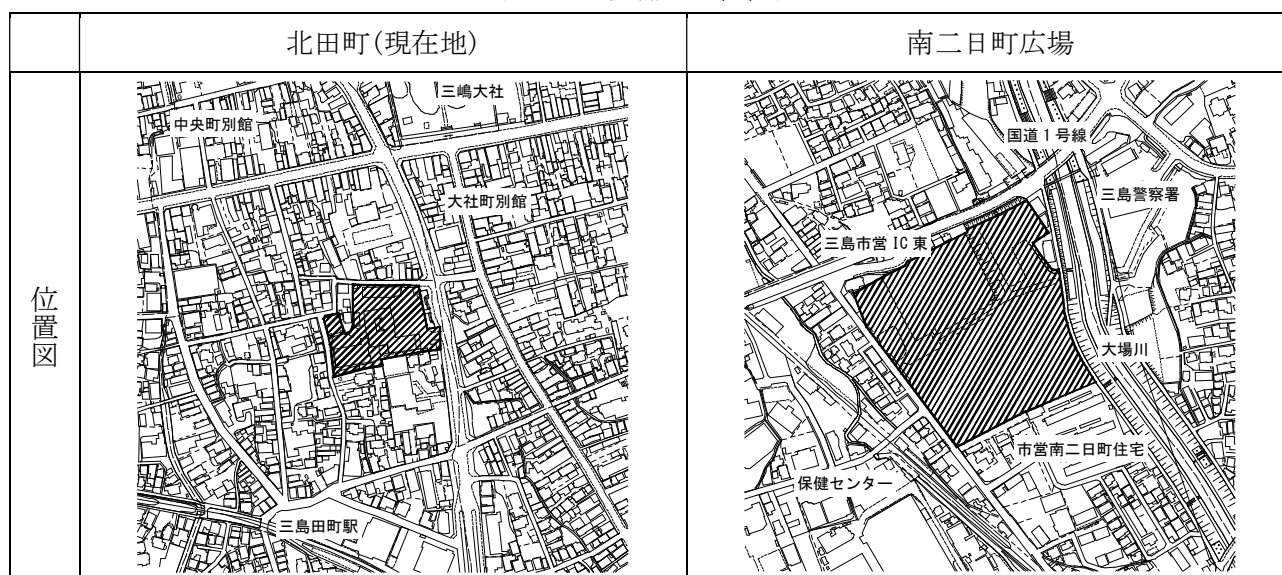 北田町(現在地)
南二日町広場
位置図
三嶋大社
中央町別館
大社町別館
三島田町駅
国道1号線
三島警察署
三島市営IC東
大場川
市営南二日町住宅
保健センター